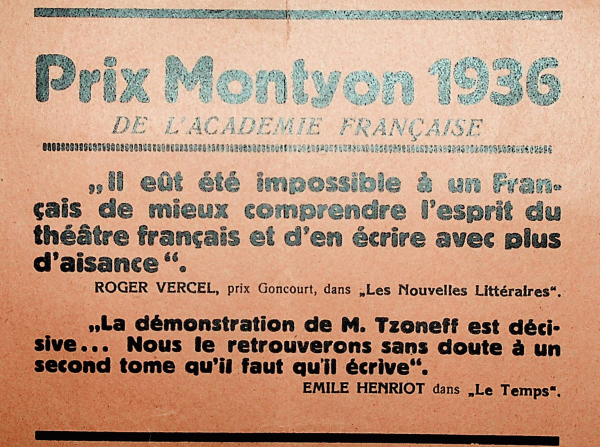 Prix Montyon 1936
DE L'ACADEMIE FRANÇAISE
„Il eût été impossible à un Fran-
çais de mieux comprendre l'esprit du
théâtre français et d'en écrire avec plus
d'aisance“.
ROGER VERCEL, prix Goncourt, dans „Les Nouvelles Littéraires“.
„La démonstration de M. Tzoneff est déci-
sive... Nous le retrouverons sans doute à un
second tome qu'il faut qu'il écrive“.
EMILE HENRIOT dans „Le Temps“.